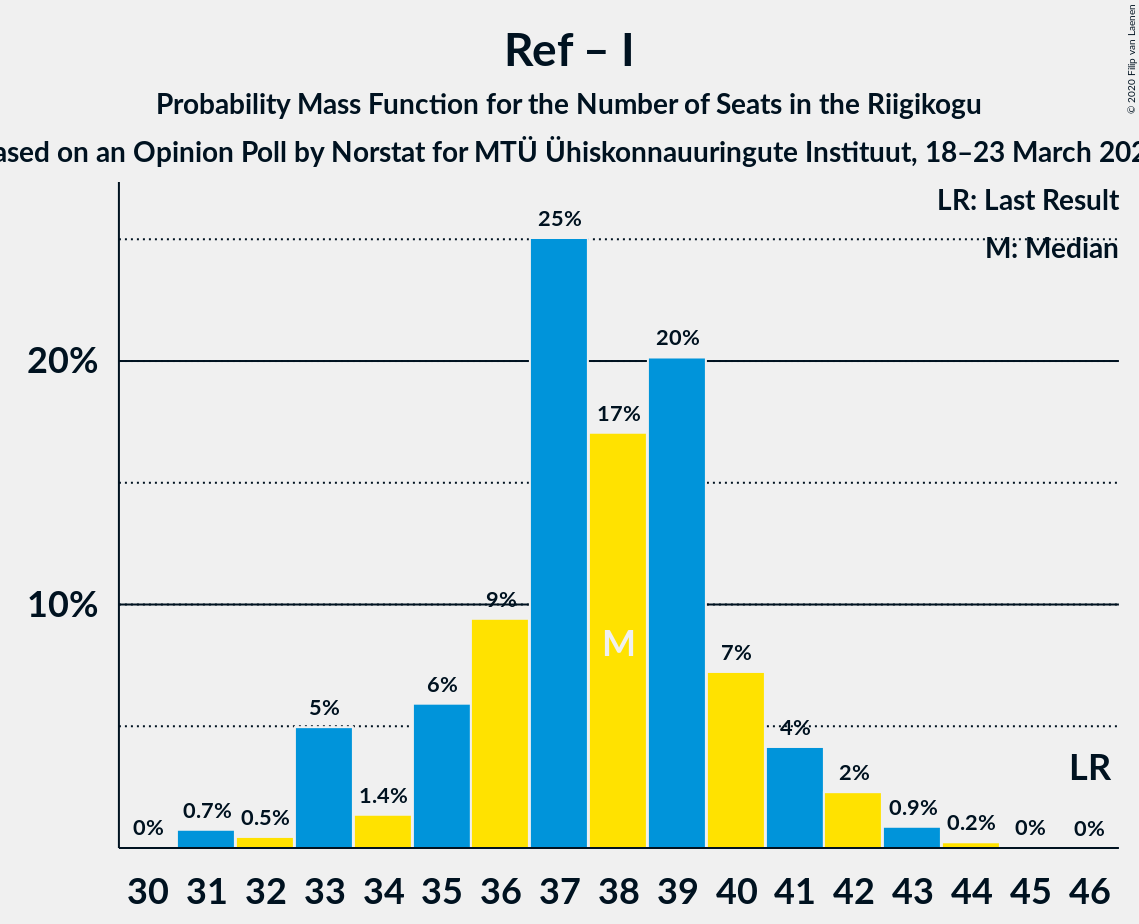 Ref – I
Probability Mass Function for the Number of Seats in the Riigikogu
ased on an Opinion Poll by Norstat for MTÜ Ühiskonnauuringute Instituut, 18–23 March 202
© 2020 Filip van Laenen
LR: Last Result
M: Median
25%
20%
20%
17%
10%
9%
M
7%
6%
5%
4%
LR
2%
1.4%
0.9%
0.7%
0.5%
0.2%
0%
0%
0%
30 31 32 33 34 35 36 37 38 39 40 41 42 43 44 45 46